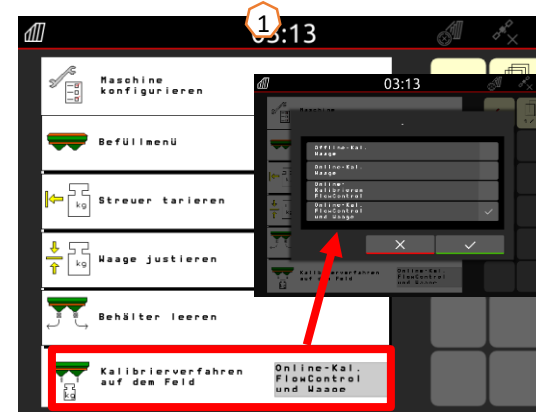 1
03:13
Maschine
konfigurieren
Befüllmenü
kg
Streuer tarieren
kg
Waage justieren
Behälter leeren
kg
Kalibrierverfahren
auf dem Feld
Online-Kal.
FlowControl
und Waage
03:13
Maschine
Offline-Kal.
Waage
Online-Kal.
Waage
Online-
Kalibrieren
FlowControl
Online-Kal.
FlowControl
und Waage
Kalibrierverfahren
auf dem Feld
Online-Kal.
FlowControl
und Waage